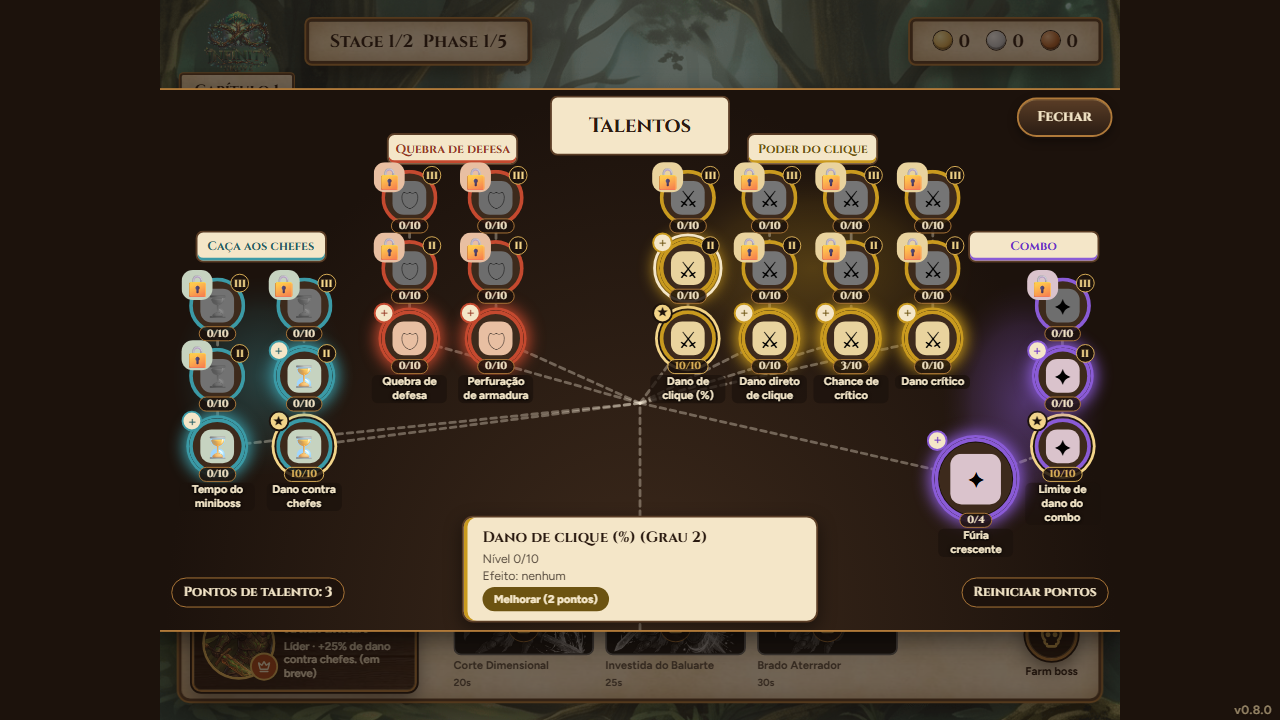 Stage 1/2 Phase 1/5
0 0 0
Capítulo 1
Talentos
Fechar
Quebra de defesa
Poder do clique
III III III III III III
0/10 0/10 0/10 0/10 0/10 0/10
Caça aos chefes
Combo
II II II II II II
0/10 0/10 0/10 0/10 0/10 0/10
III III III
0/10 0/10 0/10
0/10 0/10 10/10 0/10 3/10 0/10
II II II
0/10 0/10 0/10
Quebra de
defesa
Perfuração
de armadura
Dano de
clique (%)
Dano direto
de clique
Chance de
crítico
Dano crítico
0/10 10/10 10/10
Tempo do
miniboss
Dano contra
chefes
Limite de
dano do
combo
0/4
Fúria
crescente
Dano de clique (%) (Grau 2)
Nível 0/10
Efeito: nenhum
Melhorar (2 pontos)
Pontos de talento: 3
Reiniciar pontos
Líder · +25% de dano
contra chefes. (em
breve)
Corte Dimensional
20s
Investida do Baluarte
25s
Brado Aterrador
30s
Farm boss
v0.8.0